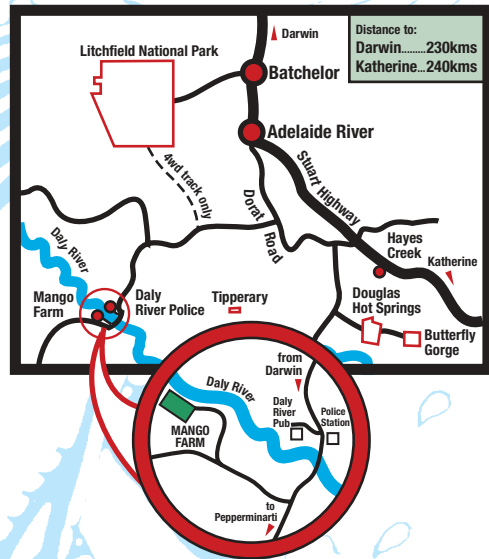 Darwin
Distance to:
Darwin.........230kms
Katherine...240kms
Litchfield National Park
Batchelor
Adelaide River
4wd track only
Dorat
Road
Stuart Highway
Daly River
Hayes
Creek
Katherine
Mango
Farm
Daly
River Police
Tipperary
Douglas
Hot Springs
Butterfly
Gorge
from
Darwin
Daly River
Daly
River
Pub
Police
Station
MANGO
FARM
to
Pepperminarti